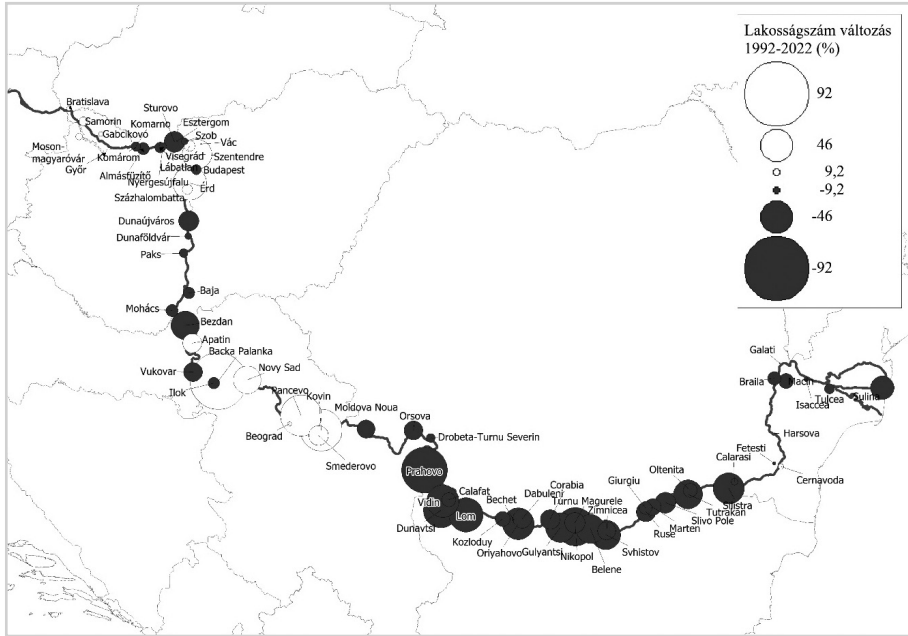 Lakosságszám változás
1992-2022 (%)
92
46
9,2
-9,2
-46
-92
Bratislava
Samorin
Gabcikovó
Moson-
magyaróvár
Győr
Komárom
Komarno
Sturovo
Esztergom
Szob
Vác
Visegrád
Szentendre
Lábatlan
Almásfüzítő
Nyergesújfalu
Budapest
Érd
Százhalombatta
Dunaújváros
Dunaföldvár
Paks
Baja
Mohács
Bezdan
Apatin
Backa Palanka
Vukovar
Ilok
Novy Sad
Pancevo
Kovin
Beograd
Smederovo
Moldova Noua
Orsova
Drobeta-Turnu Severin
Prahovo
Vidin
Calafat
Dunavtsi
Lom
Bechet
Kozloduy
Oriyahovo
Dabuleni
Corabia
Turnu Magurele
Gulyantsi
Nikopol
Zimnicea
Belene
Svhistov
Giurgiu
Ruse
Marten
Slivo Pole
Oltenita
Tutrakan
Calarasi
Silistra
Fetesti
Cernavoda
Harsova
Galati
Braila
Macin
Isaccea
Tulcea
Sulina